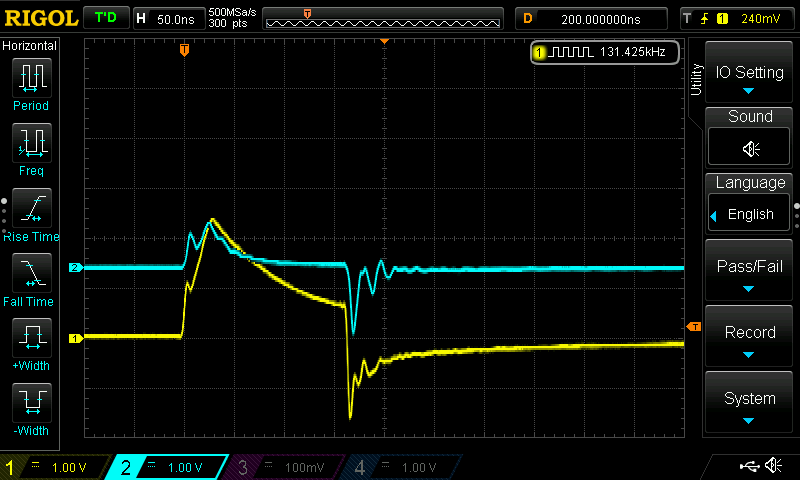 RIGOL T'D H 50.0ns 500MSa/s D 200.000000ns T 1 240mV
300 pts
Horizontal
1 131.425kHz
Utility
IO Setting
Period
Sound
Freq
Language
English
Rise Time
2
Pass/Fail
Fall Time
T
1
Record
+Width
System
-Width
1 1.00 V 2 1.00 V 3 100mV 4 1.00 V